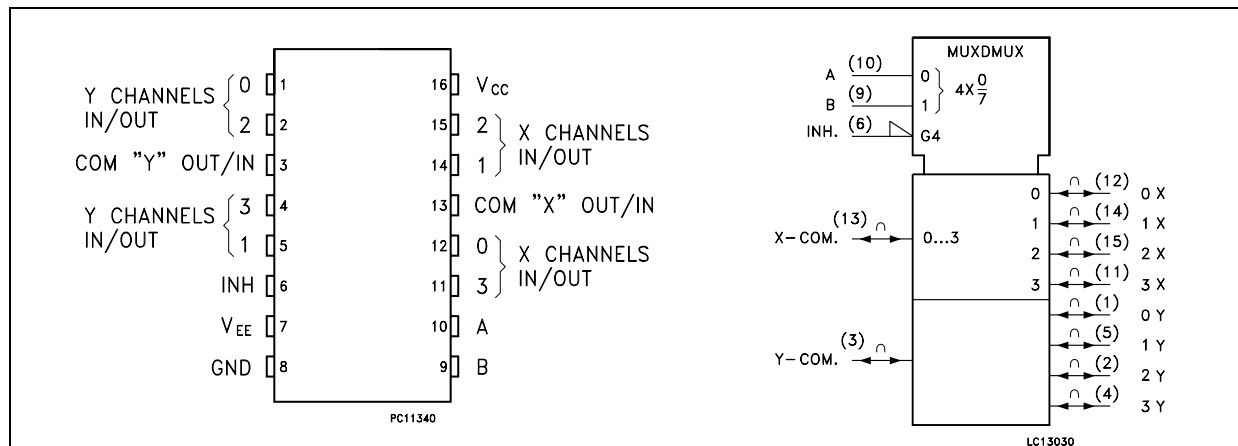 Y CHANNELS
IN/OUT
0
2
COM "Y" OUT/IN
Y CHANNELS
IN/OUT
3
1
INH
VEE
GND
1
2
3
4
5
6
7
8
16
15
14
13
12
11
10
9
VCC
2
1
X CHANNELS
IN/OUT
COM "X" OUT/IN
0
3
X CHANNELS
IN/OUT
A
B
PC11340
MUXDMUX
A (10) 0
B (9) 1
4X 0/7
INH. (6) G4
X-COM. (13) ∩ 0...3
Y-COM. (3) ∩
0 ∩ (12) 0 X
1 ∩ (14) 1 X
2 ∩ (15) 2 X
3 ∩ (11) 3 X
∩ (1) 0 Y
∩ (5) 1 Y
∩ (2) 2 Y
∩ (4) 3 Y
LC13030